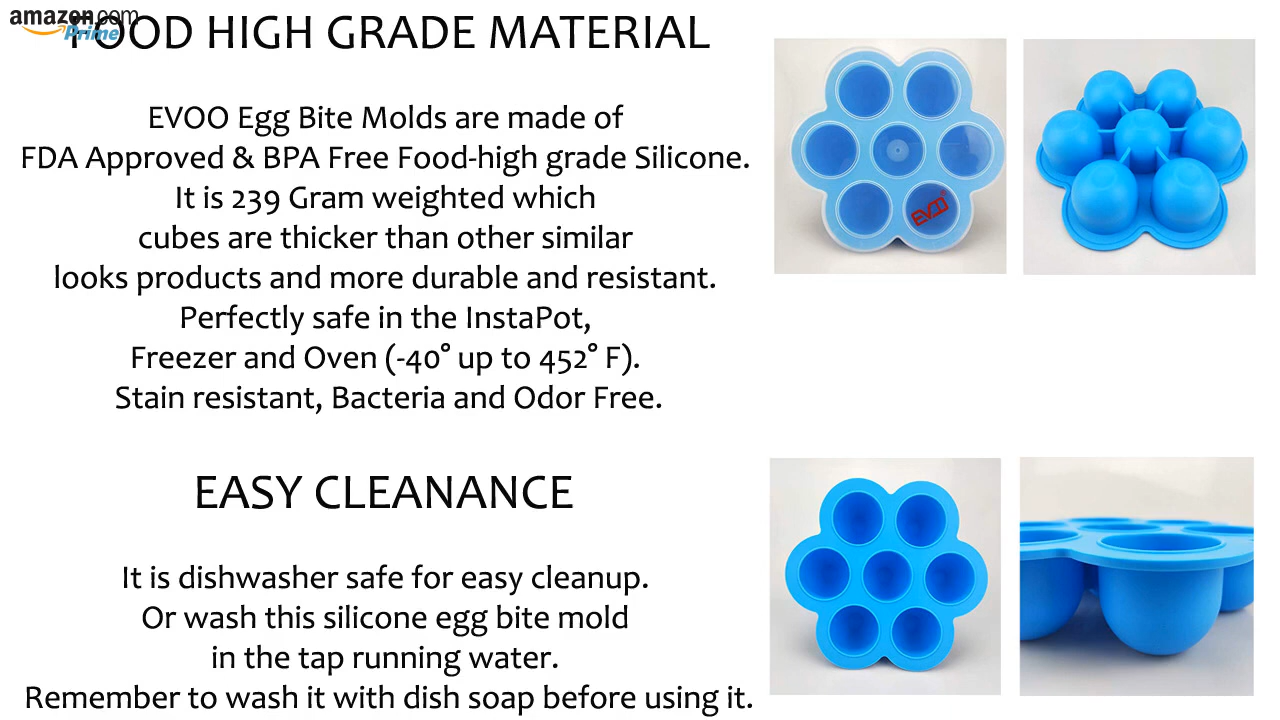 amazon.com
Prime
FOOD HIGH GRADE MATERIAL
EVOO Egg Bite Molds are made of
FDA Approved & BPA Free Food-high grade Silicone.
It is 239 Gram weighted which
cubes are thicker than other similar
looks products and more durable and resistant.
Perfectly safe in the InstaPot,
Freezer and Oven (-40° up to 452° F).
Stain resistant, Bacteria and Odor Free.
EVOO
EASY CLEANANCE
It is dishwasher safe for easy cleanup.
Or wash this silicone egg bite mold
in the tap running water.
Remember to wash it with dish soap before using it.